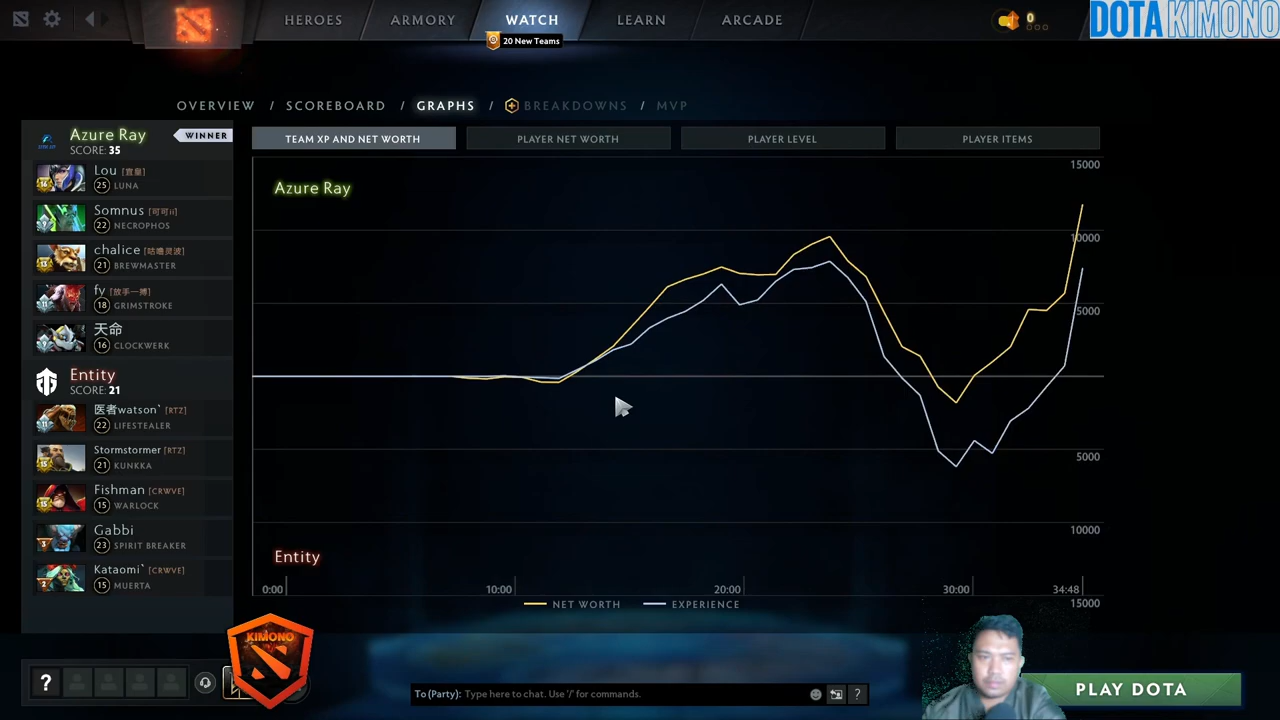 HEROES
ARMORY
WATCH
LEARN
ARCADE
0
DOTAKIMONO
20 New Teams
OVERVIEW / SCOREBOARD / GRAPHS / BREAKDOWNS / MVP
Azure Ray
WINNER
SCORE: 35
Lou [宣皇]
25 LUNA
Somnus [可可II]
22 NECROPHOS
chalice [咕噜灵波]
21 BREWMASTER
fy [放手一搏]
18 GRIMSTROKE
天命
16 CLOCKWERK
Entity
SCORE: 21
医者watson` [RTZ]
22 LIFESTEALER
Stormstormer [RTZ]
21 KUNKKA
Fishman [CRWVE]
15 WARLOCK
Gabbi
23 SPIRIT BREAKER
Kataomi` [CRWVE]
15 MUERTA
TEAM XP AND NET WORTH
PLAYER NET WORTH
PLAYER LEVEL
PLAYER ITEMS
Azure Ray
15000
10000
5000
5000
10000
15000
Entity
0:00
10:00
20:00
30:00
34:48
NET WORTH
EXPERIENCE
KIMONO
?
To (Party): Type here to chat. Use '/' for commands.
?
PLAY DOTA